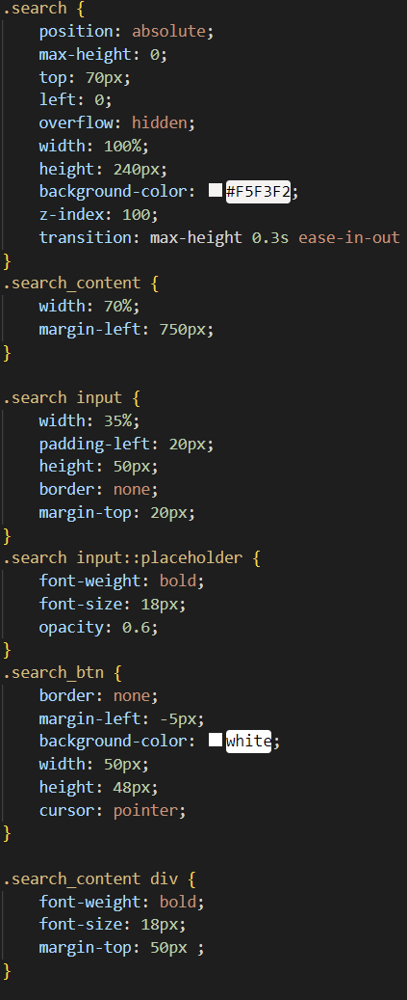 .search {
position: absolute;
max-height: 0;
top: 70px;
left: 0;
overflow: hidden;
width: 100%;
height: 240px;
background-color: #F5F3F2;
z-index: 100;
transition: max-height 0.3s ease-in-out
}
.search_content {
width: 70%;
margin-left: 750px;
}
.search input {
width: 35%;
padding-left: 20px;
height: 50px;
border: none;
margin-top: 20px;
}
.search input::placeholder {
font-weight: bold;
font-size: 18px;
opacity: 0.6;
}
.search_btn {
border: none;
margin-left: -5px;
background-color: white;
width: 50px;
height: 48px;
cursor: pointer;
}
.search_content div {
font-weight: bold;
font-size: 18px;
margin-top: 50px ;
}